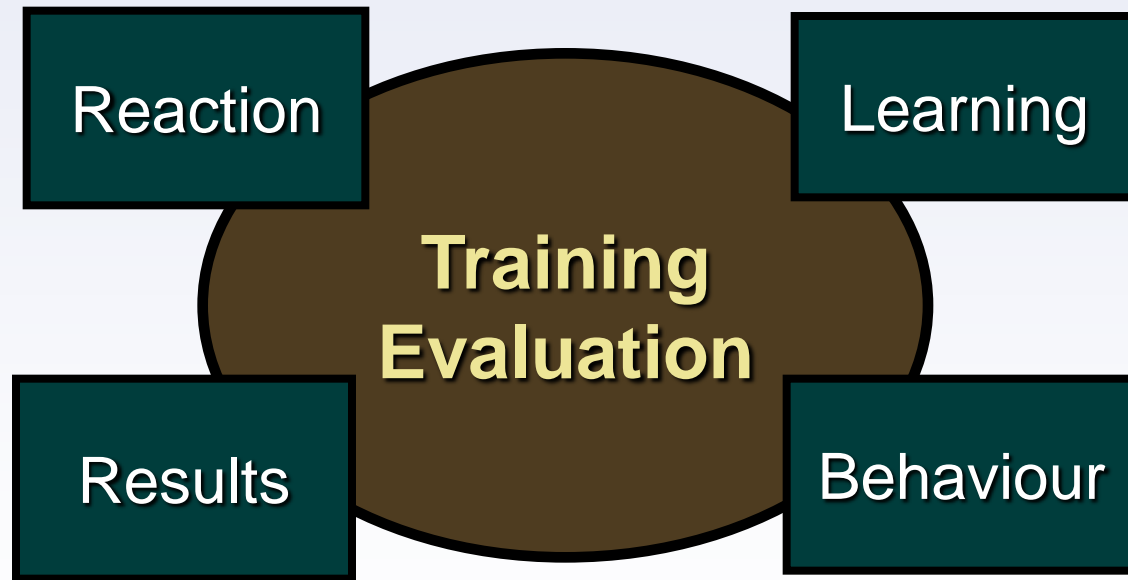 Reaction
Learning
Training
Evaluation
Results
Behaviour